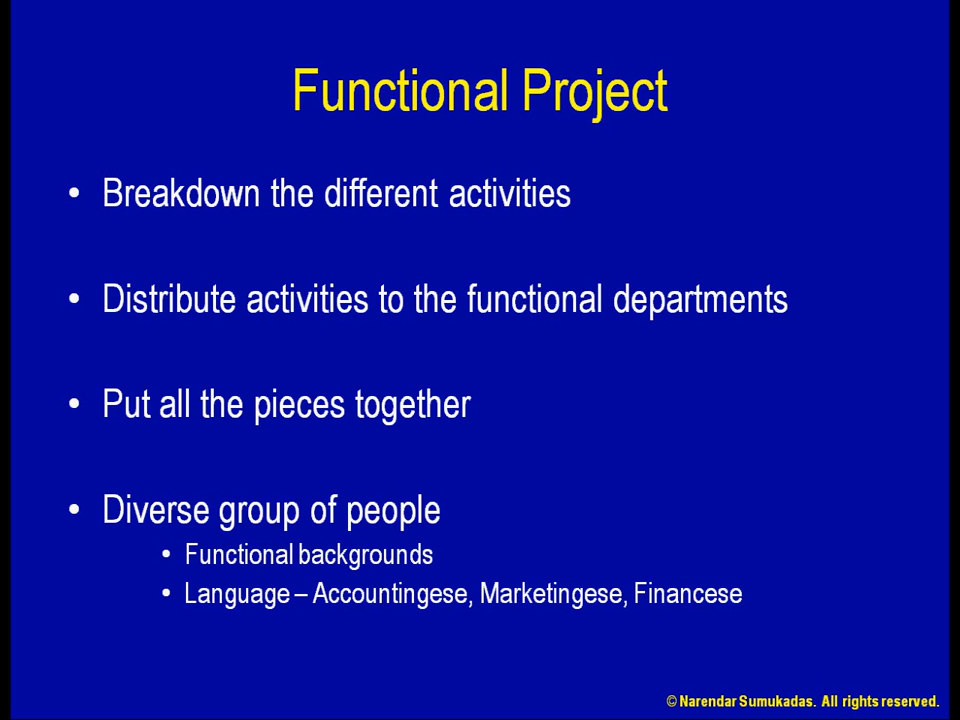 Functional Project
• Breakdown the different activities
• Distribute activities to the functional departments
• Put all the pieces together
• Diverse group of people
• Functional backgrounds
• Language – Accountingese, Marketingese, Financese
© Narendar Sumukadas. All rights reserved.